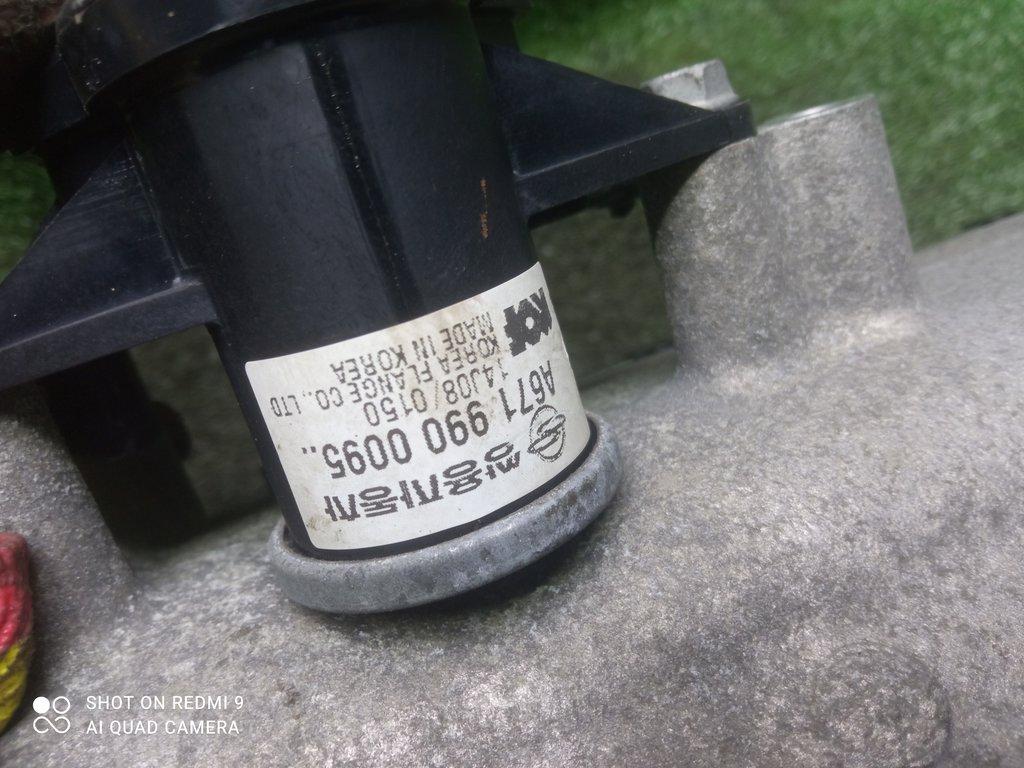 쌍용자동차
A671 990 0095..
14J08/0150
KOF
KOREA FLANGE CO., LTD
MADE IN KOREA
SHOT ON REDMI 9
AI QUAD CAMERA